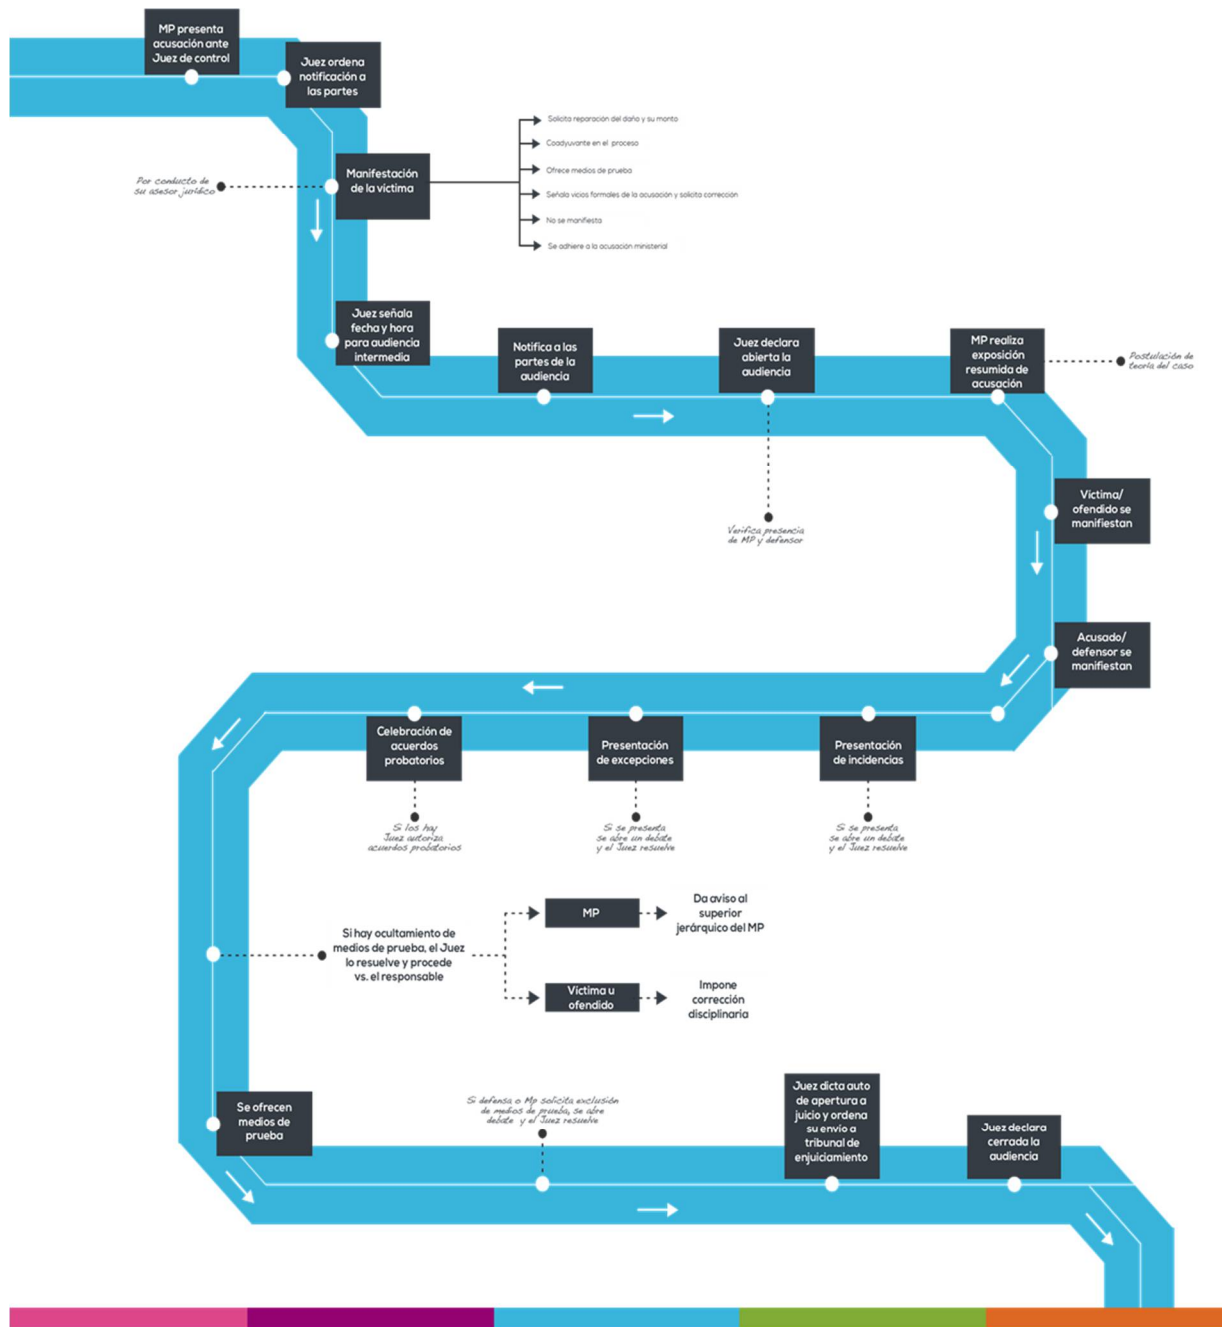 MP presenta
acusación ante
Juez de control
Juez ordena
notificación a
las partes
Manifestación
de la víctima
Por conducto de
su asesor jurídico
Solicita reparación del daño y su monto
Coadyuvante en el proceso
Ofrece medios de prueba
Señala vicios formales de la acusación y solicita corrección
No se manifiesta
Se adhiere a la acusación ministerial
Juez señala
fecha y hora
para audiencia
intermedia
Notifica a las
partes de la
audiencia
Juez declara
abierta la
audiencia
Verifica presencia
de MP y defensor
MP realiza
exposición
resumida de
acusación
Postulación de
teoría del caso
Víctima/
ofendido se
manifiestan
Acusado/
defensor se
manifiestan
Presentación
de incidencias
Si se presenta
se abre un debate
y el Juez resuelve
Presentación
de excepciones
Si se presenta
se abre un debate
y el Juez resuelve
Celebración de
acuerdos
probatorios
Si los hay
Juez autoriza
acuerdos probatorios
Si hay ocultamiento de
medios de prueba, el Juez
lo resuelve y procede
vs. el responsable
MP
Da aviso al
superior
jerárquico del MP
Víctima u
ofendido
Impone
corrección
disciplinaria
Se ofrecen
medios de
prueba
Si defensa o Mp solicita exclusión
de medios de prueba, se abre
debate y el Juez resuelve
Juez dicta auto
de apertura a
juicio y ordena
su envío a
tribunal de
enjuiciamiento
Juez declara
cerrada la
audiencia